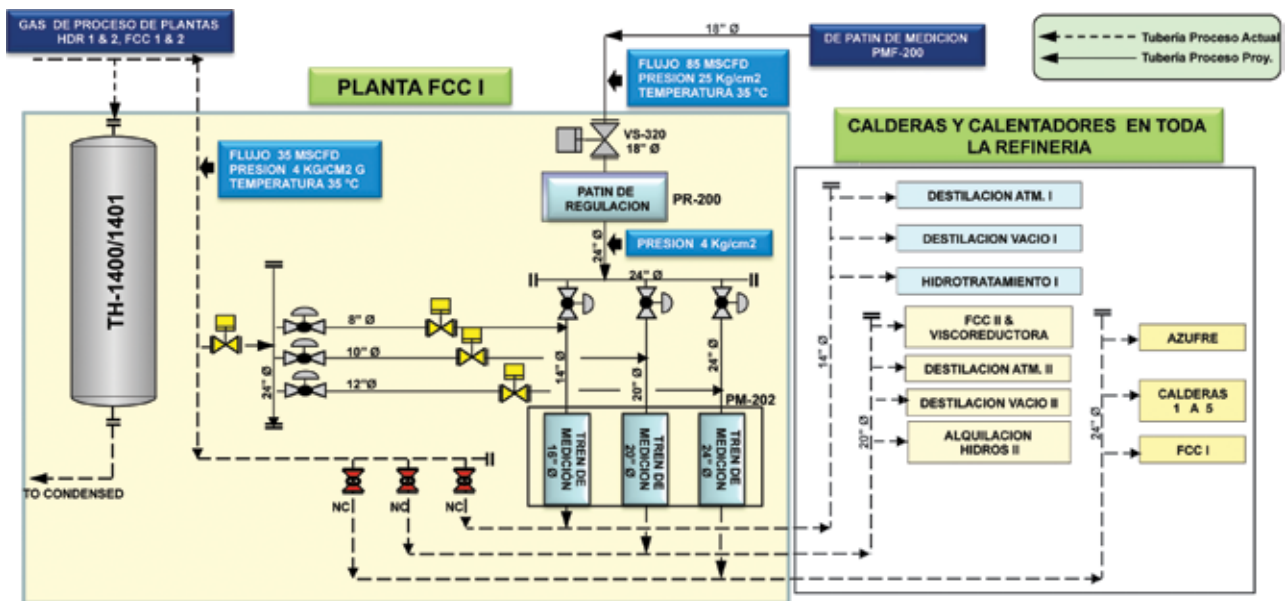 GAS DE PROCESO DE PLANTAS
HDR 1 & 2, FCC 1 & 2
18" Ø
DE PATIN DE MEDICION
PMF-200
Tubería Proceso Actual
Tubería Proceso Proy.
PLANTA FCC I
FLUJO 85 MSCFD
PRESION 25 Kg/cm2
TEMPERATURA 35 °C
CALDERAS Y CALENTADORES EN TODA
LA REFINERIA
VS-320
18" Ø
FLUJO 35 MSCFD
PRESION 4 KG/CM2 G
TEMPERATURA 35 °C
PATIN DE
REGULACION
PR-200
24" Ø
PRESION 4 Kg/cm2
24" Ø
TH-1400/1401
8" Ø
10" Ø
12"Ø
24" Ø
14" Ø
20" Ø
24" Ø
PM-202
TREN DE
MEDICIÓN
16" Ø
TREN DE
MEDICIÓN
20" Ø
TREN DE
MEDICIÓN
24" Ø
TO CONDENSED
NC
NC
NC
DESTILACION ATM. I
DESTILACION VACIO I
HIDROTRATAMIENTO I
14" Ø
FCC II &
VISCOREDUCTORA
DESTILACION ATM. II
DESTILACION VACIO II
ALQUILACION
HIDROS II
20" Ø
AZUFRE
CALDERAS
1 A 5
FCC I
24" Ø